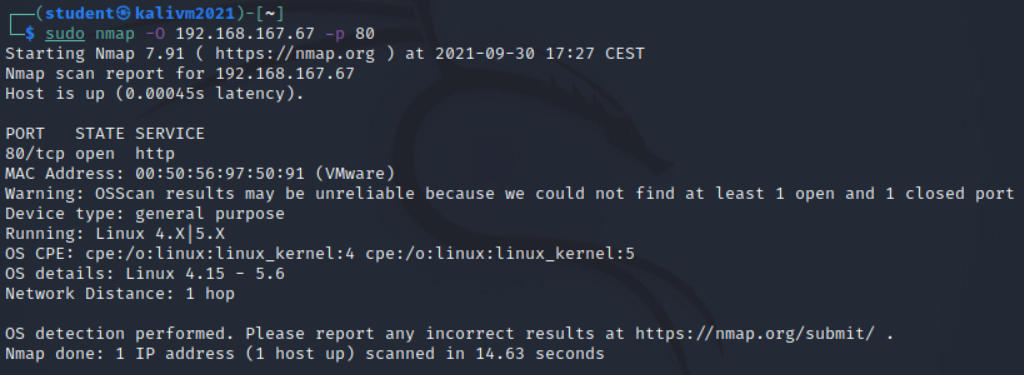 ┌──(student㉿kalivm2021)-[~]
└─$ sudo nmap -O 192.168.167.67 -p 80
Starting Nmap 7.91 ( https://nmap.org ) at 2021-09-30 17:27 CEST
Nmap scan report for 192.168.167.67
Host is up (0.00045s latency).

PORT   STATE SERVICE
80/tcp open  http
MAC Address: 00:50:56:97:50:91 (VMware)
Warning: OSScan results may be unreliable because we could not find at least 1 open and 1 closed port
Device type: general purpose
Running: Linux 4.X|5.X
OS CPE: cpe:/o:linux:linux_kernel:4 cpe:/o:linux:linux_kernel:5
OS details: Linux 4.15 - 5.6
Network Distance: 1 hop

OS detection performed. Please report any incorrect results at https://nmap.org/submit/ .
Nmap done: 1 IP address (1 host up) scanned in 14.63 seconds